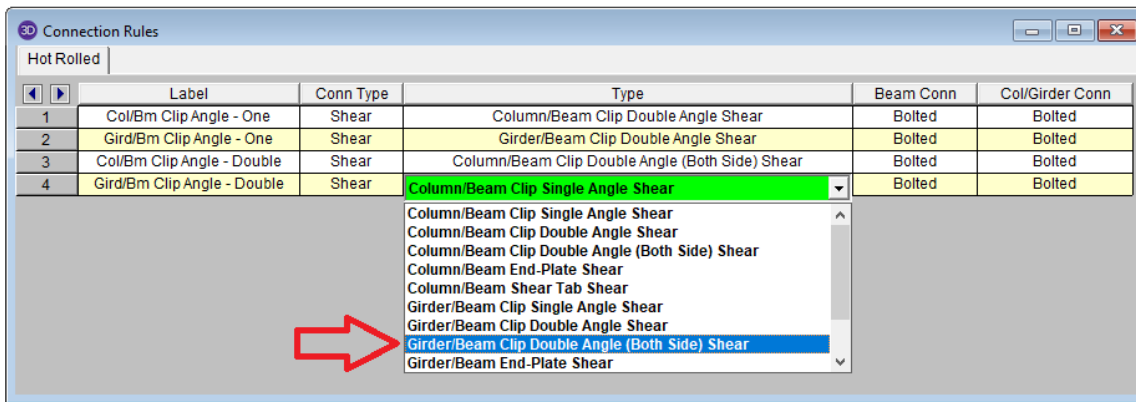 3D Connection Rules
Hot Rolled
Label Conn Type Type Beam Conn Col/Girder Conn
1 Col/Bm Clip Angle - One Shear Column/Beam Clip Double Angle Shear Bolted Bolted
2 Gird/Bm Clip Angle - One Shear Girder/Beam Clip Double Angle Shear Bolted Bolted
3 Col/Bm Clip Angle - Double Shear Column/Beam Clip Double Angle (Both Side) Shear Bolted Bolted
4 Gird/Bm Clip Angle - Double Shear Column/Beam Clip Single Angle Shear Bolted Bolted
Column/Beam Clip Single Angle Shear
Column/Beam Clip Double Angle Shear
Column/Beam Clip Double Angle (Both Side) Shear
Column/Beam End-Plate Shear
Column/Beam Shear Tab Shear
Girder/Beam Clip Single Angle Shear
Girder/Beam Clip Double Angle Shear
Girder/Beam Clip Double Angle (Both Side) Shear
Girder/Beam End-Plate Shear